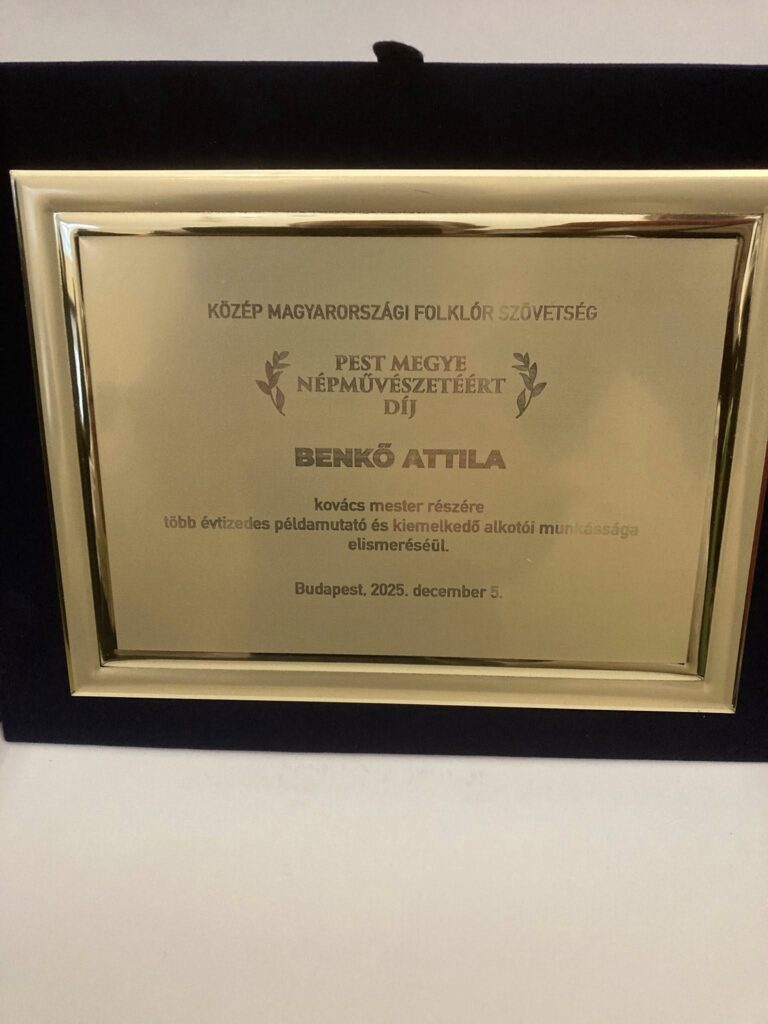 KÖZÉP MAGYARORSZÁGI FOLKLÓR SZÖVETSÉG
PEST MEGYE
NÉPMŰVÉSZETÉÉRT
DÍJ
BENKŐ ATTILA
kovács mester részére
több évtizedes példamutató és kiemelkedő alkotói munkássága
elismeréséül.
Budapest, 2025. december 5.